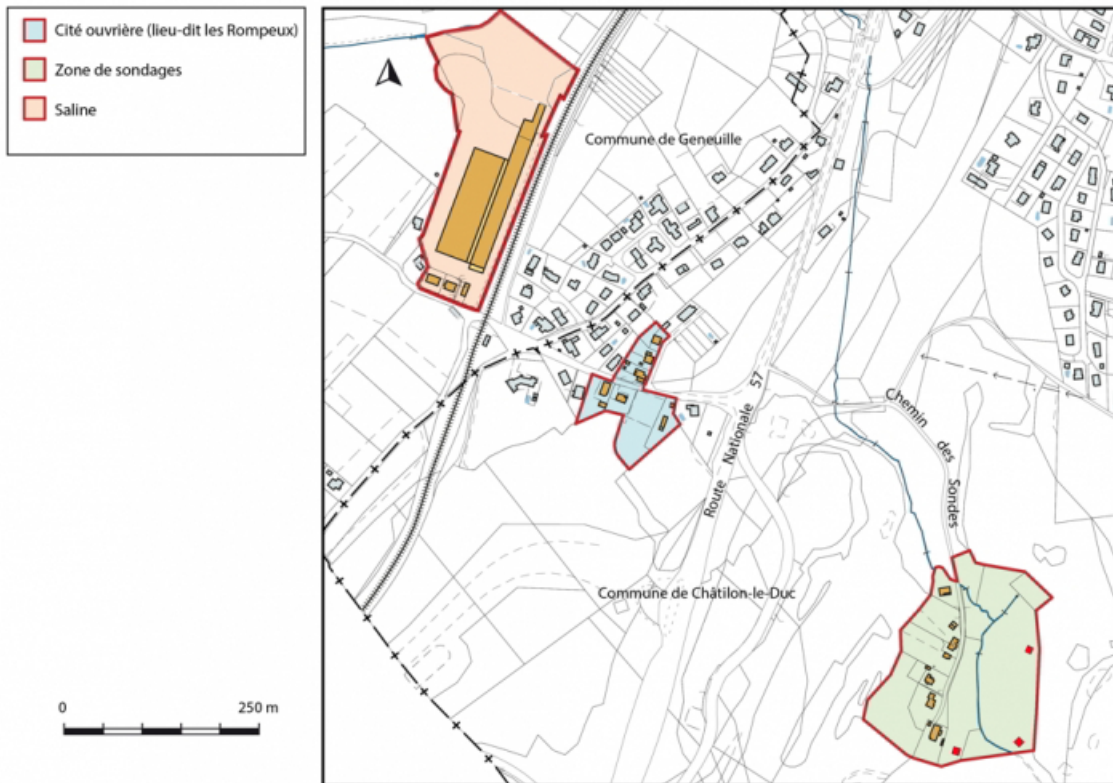 Cité ouvrière (lieu-dit les Rompeux)
Zone de sondages
Saline
Commune de Geneuille
Route Nationale 57
Chemin des Sondes
Commune de Châtilon-le-Duc
0 250 m